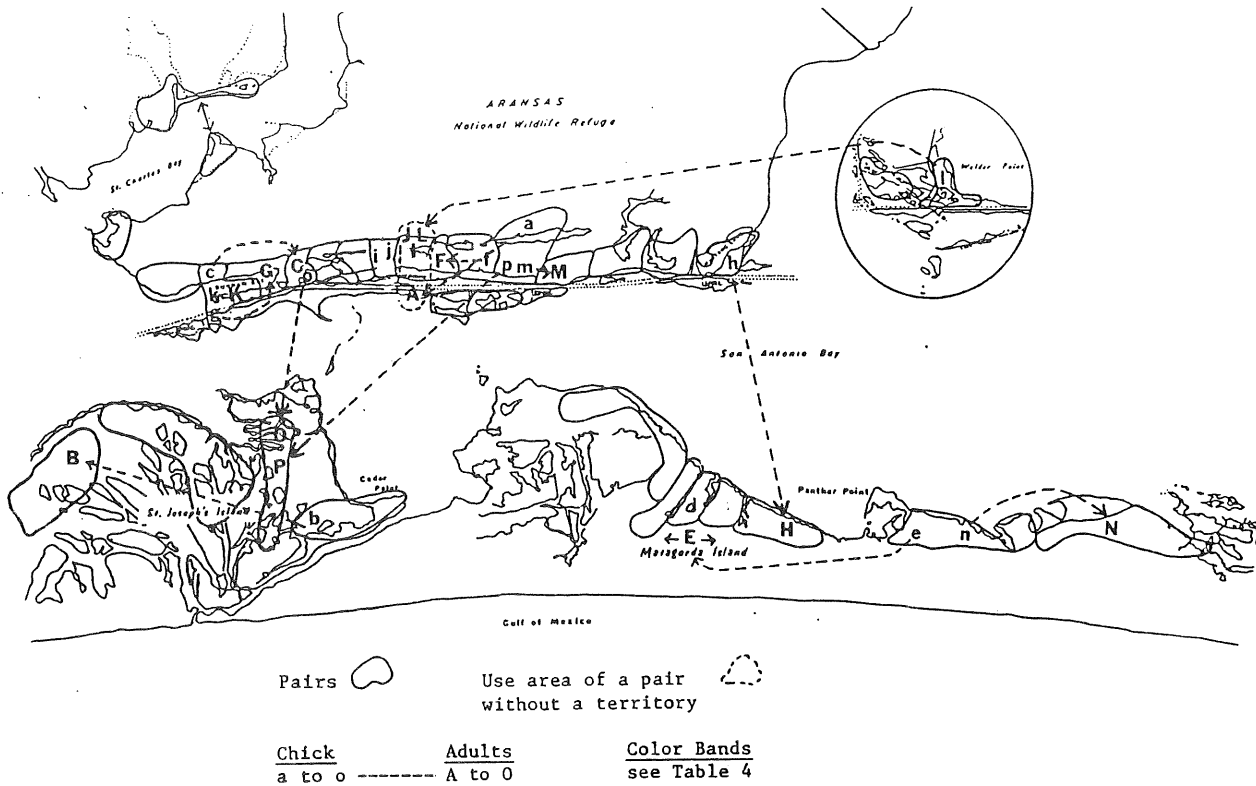 ARANSAS
National Wildlife Refuge
St. Charles Bay
Welder Point
l
a
c
G
C
o
i
j
I
F
f
p m
M
h
k
K
A
San Antonio Bay
Cedar
Point
B
P
O
b
St. Joseph's Island
d
E
H
Panther Point
e
n
N
Maragorda Island
Gulf of Mexico
Pairs
Use area of a pair
without a territory
Chick
Adults
Color Bands
a to o
A to O
see Table 4